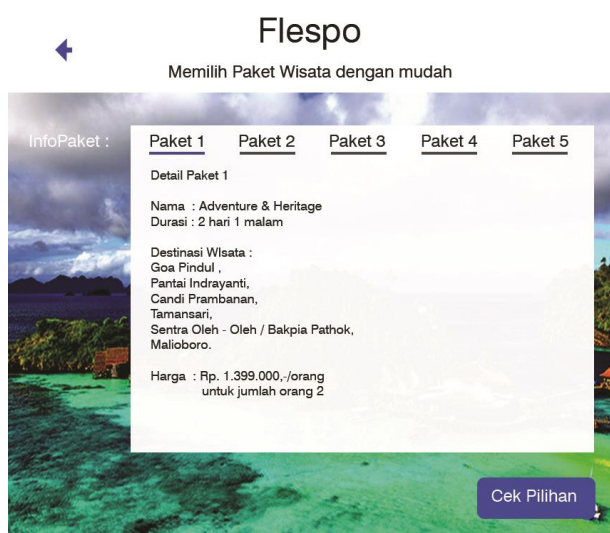 Flespo
Memilih Paket Wisata dengan mudah
InfoPaket :
Paket 1 Paket 2 Paket 3 Paket 4 Paket 5
Detail Paket 1
Nama : Adventure & Heritage
Durasi : 2 hari 1 malam
Destinasi WIsata :
Goa Pindul ,
Pantai Indrayanti,
Candi Prambanan,
Tamansari,
Sentra Oleh - Oleh / Bakpia Pathok,
Malioboro.
Harga : Rp. 1.399.000,-/orang
untuk jumlah orang 2
Cek Pilihan